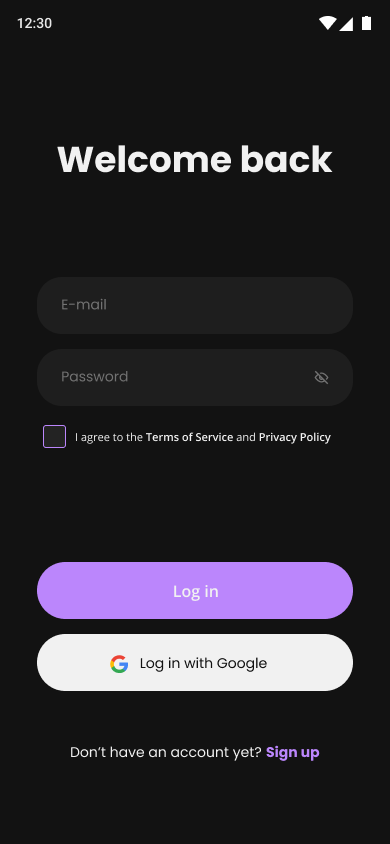 12:30
Welcome back
E-mail
Password
I agree to the Terms of Service and Privacy Policy
Log in
Log in with Google
Don’t have an account yet? Sign up